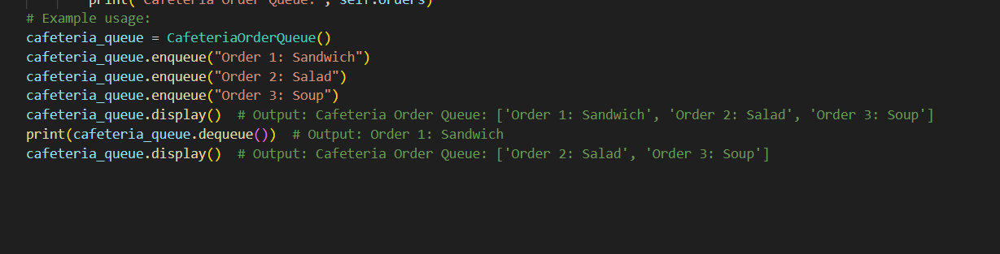 print("Cafeteria Order Queue:", self.orders)
# Example usage:
cafeteria_queue = CafeteriaOrderQueue()
cafeteria_queue.enqueue("Order 1: Sandwich")
cafeteria_queue.enqueue("Order 2: Salad")
cafeteria_queue.enqueue("Order 3: Soup")
cafeteria_queue.display()  # Output: Cafeteria Order Queue: ['Order 1: Sandwich', 'Order 2: Salad', 'Order 3: Soup']
print(cafeteria_queue.dequeue())  # Output: Order 1: Sandwich
cafeteria_queue.display()  # Output: Cafeteria Order Queue: ['Order 2: Salad', 'Order 3: Soup']